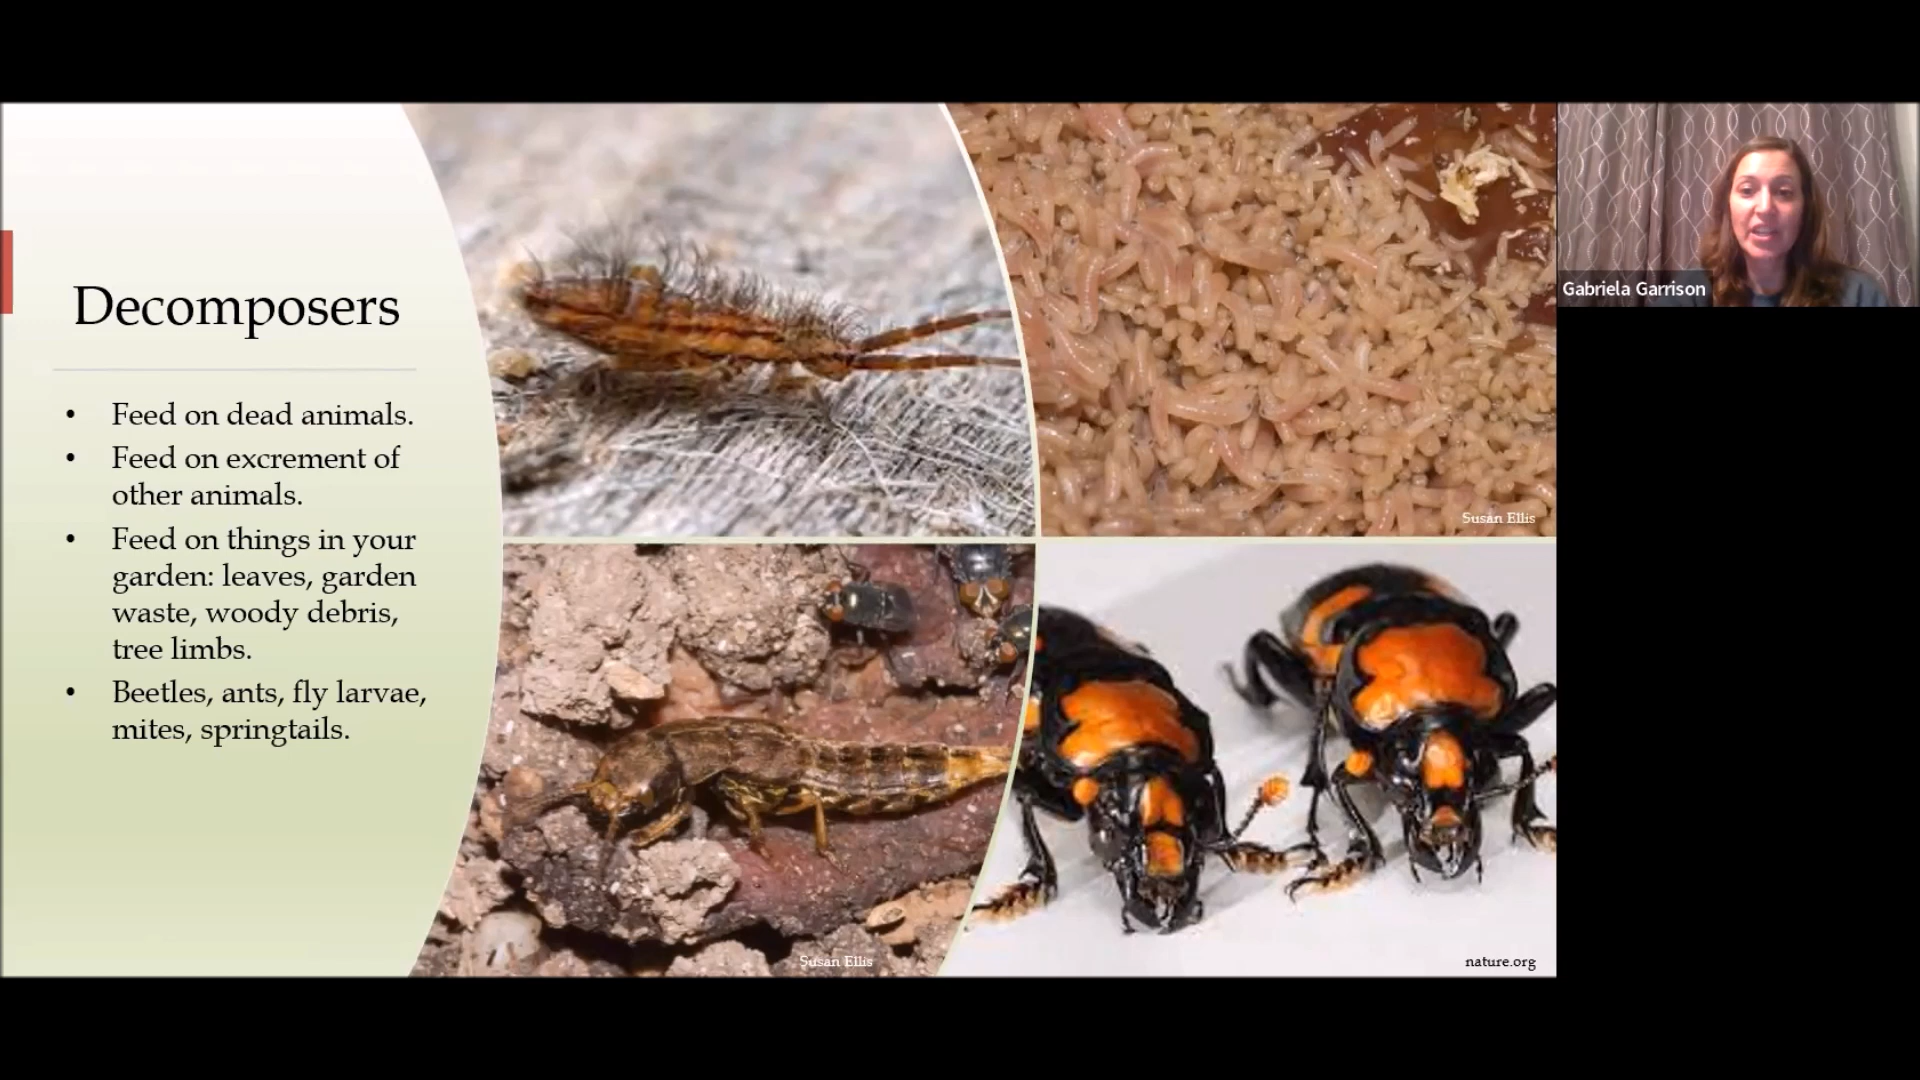 Decomposers
• Feed on dead animals.
• Feed on excrement of
other animals.
• Feed on things in your
garden: leaves, garden
waste, woody debris,
tree limbs.
• Beetles, ants, fly larvae,
mites, springtails.
Susan Ellis
Susan Ellis
nature.org
Gabriela Garrison